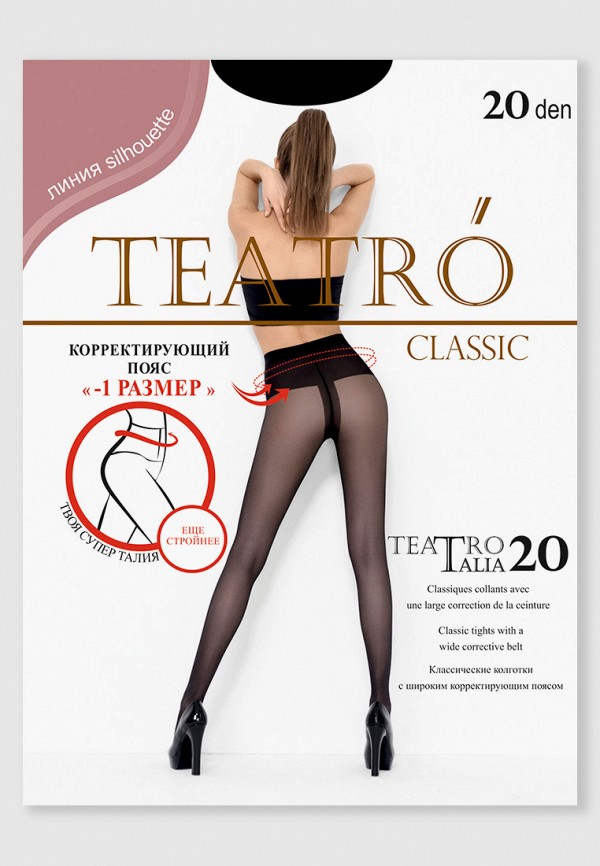 20 den
линия silhouette
TEATRÓ
CLASSIC
КОРРЕКТИРУЮЩИЙ
ПОЯС
« -1 РАЗМЕР »
ТВОЯ СУПЕР ТАЛИЯ
ЕЩЕ
СТРОЙНЕЕ
TEATRO
TALIA 20
Classiques collants avec
une large correction de la ceinture
Classic tights with a
wide corrective belt
Классические колготки
с широким корректирующим поясом